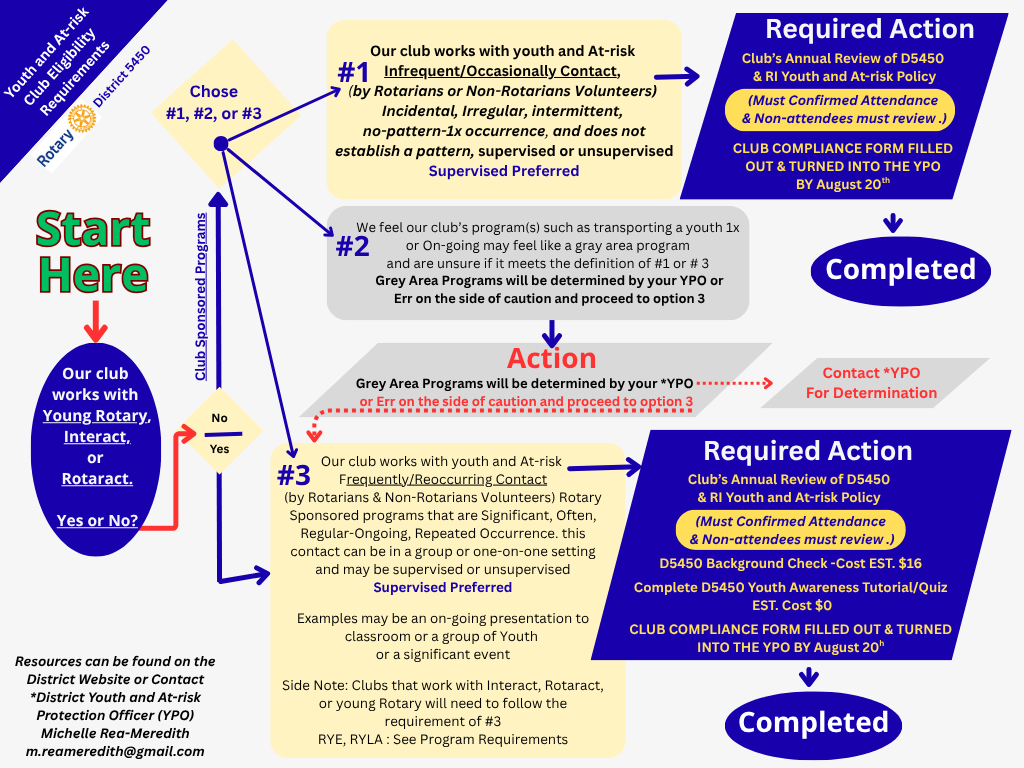 Youth and At-risk
Club Eligibility
Requirements
Rotary
District 5450
Start
Here
Our club
works with
Young Rotary,
Interact,
or
Rotaract.
Yes or No?
No
Yes
Club Sponsored Programs
Chose
#1, #2, or #3
#1
Our club works with youth and At-risk
Infrequent/Occasionally Contact,
(by Rotarians or Non-Rotarians Volunteers)
Incidental, Irregular, intermittent,
no-pattern-1x occurrence, and does not
establish a pattern, supervised or unsupervised
Supervised Preferred
Required Action
Club's Annual Review of D5450
& RI Youth and At-risk Policy
(Must Confirmed Attendance
& Non-attendees must review .)
CLUB COMPLIANCE FORM FILLED
OUT & TURNED INTO THE YPO
BY August 20th
Completed
#2
We feel our club's program(s) such as transporting a youth 1x
or On-going may feel like a gray area program
and are unsure if it meets the definition of #1 or # 3
Grey Area Programs will be determined by your YPO or
Err on the side of caution and proceed to option 3
Action
Grey Area Programs will be determined by your *YPO
or Err on the side of caution and proceed to option 3
Contact *YPO
For Determination
#3
Our club works with youth and At-risk
Frequently/Reoccurring Contact
(by Rotarians & Non-Rotarians Volunteers) Rotary
Sponsored programs that are Significant, Often,
Regular-Ongoing, Repeated Occurrence. this
contact can be in a group or one-on-one setting
and may be supervised or unsupervised
Supervised Preferred
Examples may be an on-going presentation to
classroom or a group of Youth
or a significant event
Side Note: Clubs that work with Interact, Rotaract,
or young Rotary will need to follow the
requirement of #3
RYE, RYLA : See Program Requirements
Required Action
Club's Annual Review of D5450
& RI Youth and At-risk Policy
(Must Confirmed Attendance
& Non-attendees must review .)
D5450 Background Check -Cost EST. $16
Complete D5450 Youth Awareness Tutorial/Quiz
EST. Cost $0
CLUB COMPLIANCE FORM FILLED OUT & TURNED
INTO THE YPO BY August 20h
Completed
Resources can be found on the
District Website or Contact
*District Youth and At-risk
Protection Officer (YPO)
Michelle Rea-Meredith
m.reameredith@gmail.com